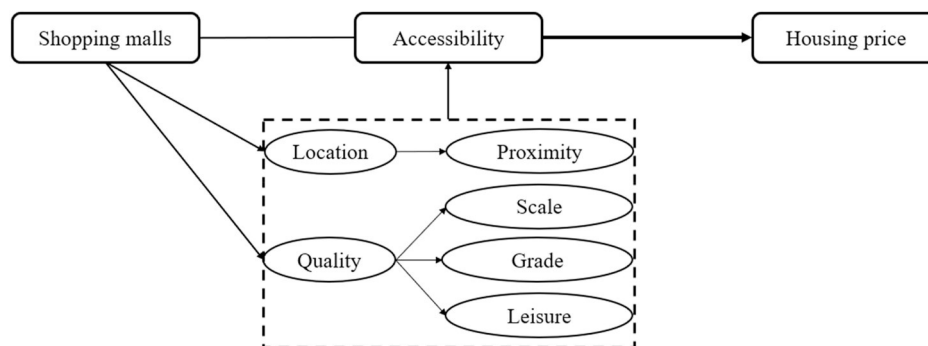 Shopping malls
Accessibility
Housing price
Location
Proximity
Scale
Quality
Grade
Leisure